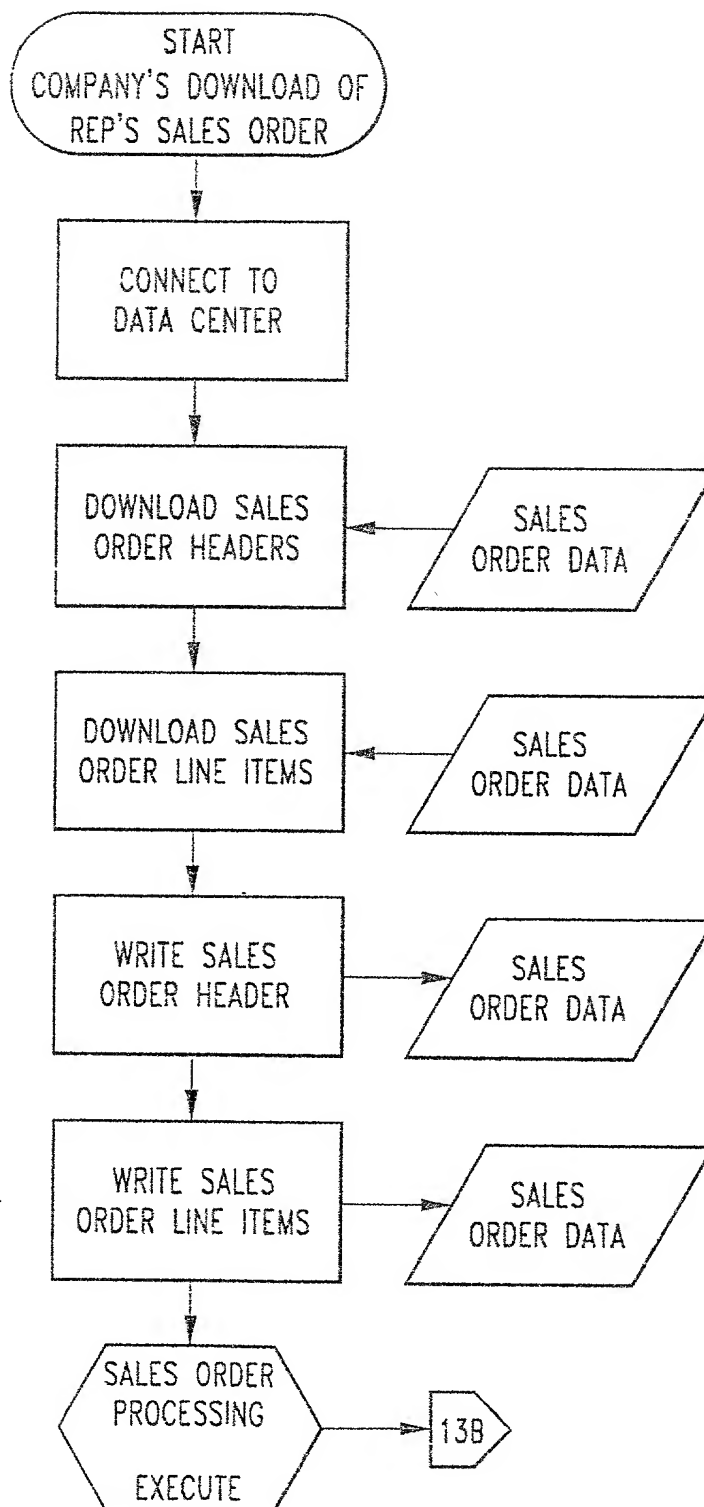 START
COMPANY'S DOWNLOAD OF
REP'S SALES ORDER
CONNECT TO
DATA CENTER
DOWNLOAD SALES
ORDER HEADERS
SALES
ORDER DATA
DOWNLOAD SALES
ORDER LINE ITEMS
SALES
ORDER DATA
WRITE SALES
ORDER HEADER
SALES
ORDER DATA
WRITE SALES
ORDER LINE ITEMS
SALES
ORDER DATA
SALES ORDER
PROCESSING
EXECUTE
13B